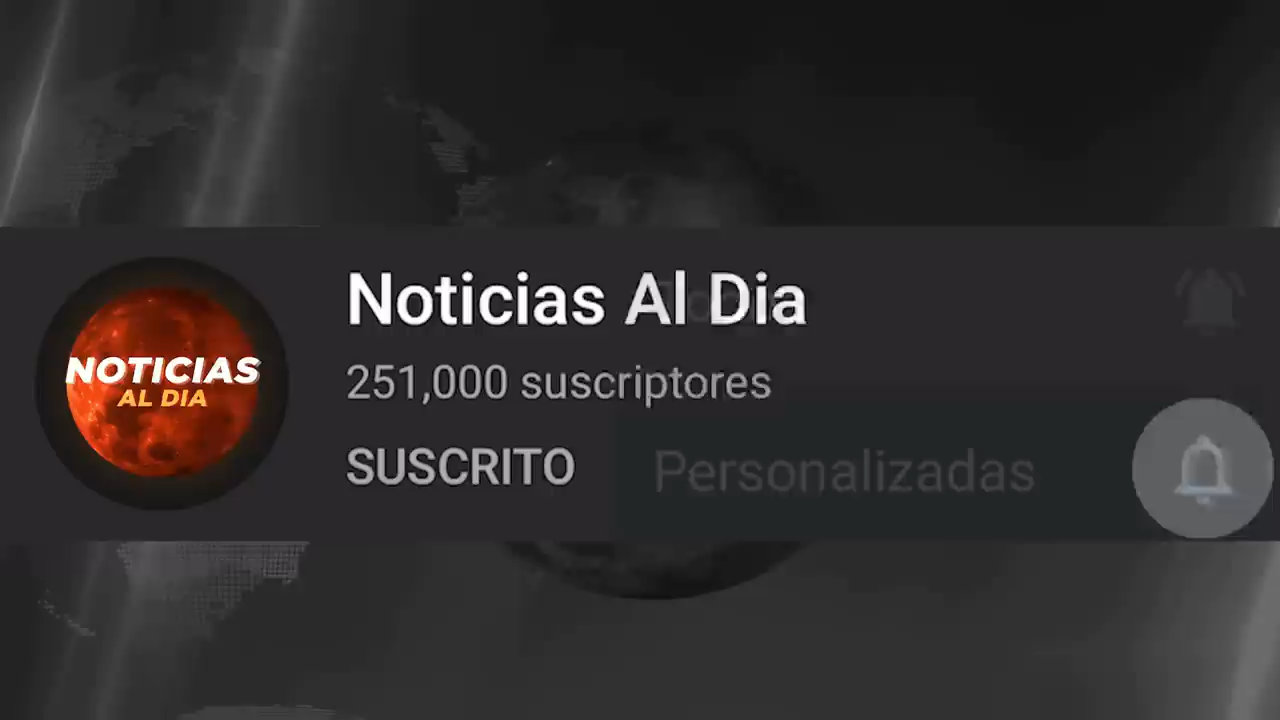 Noticias Al Dia
251,000 suscriptores
SUSCRITO
Personalizadas
NOTICIAS
AL DIA